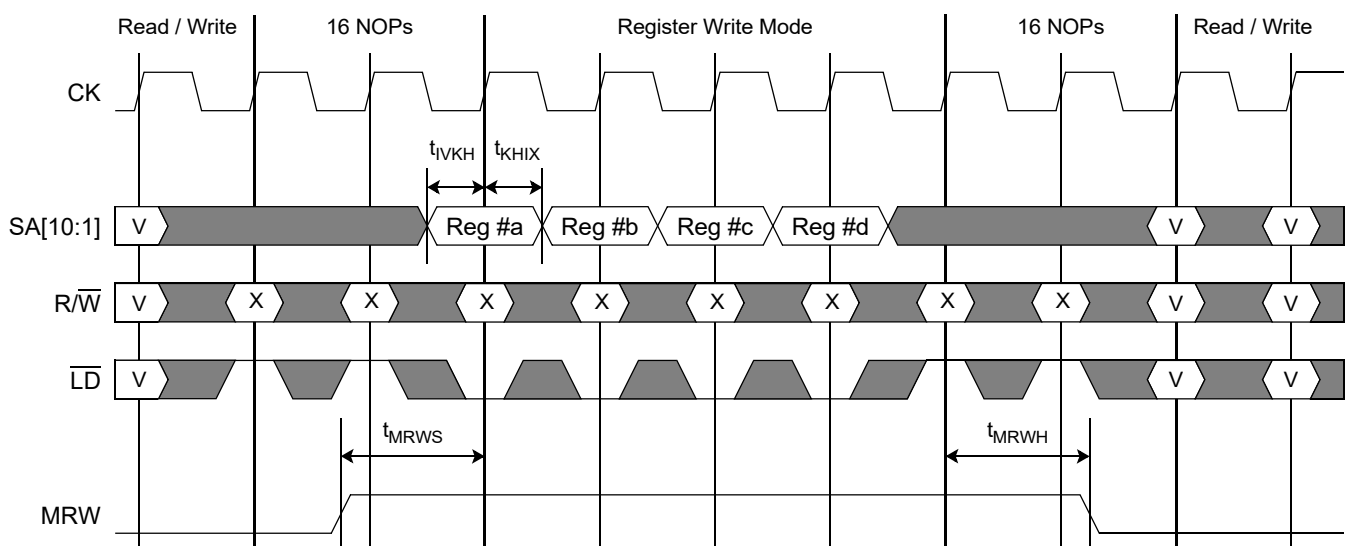 Read / Write 16 NOPs Register Write Mode 16 NOPs Read / Write
CK
tIVKH tKHIX
SA[10:1] V Reg #a Reg #b Reg #c Reg #d V V
R/W̅ V X X X X X X X X V V
L̅D̅ V V V
tMRWS tMRWH
MRW